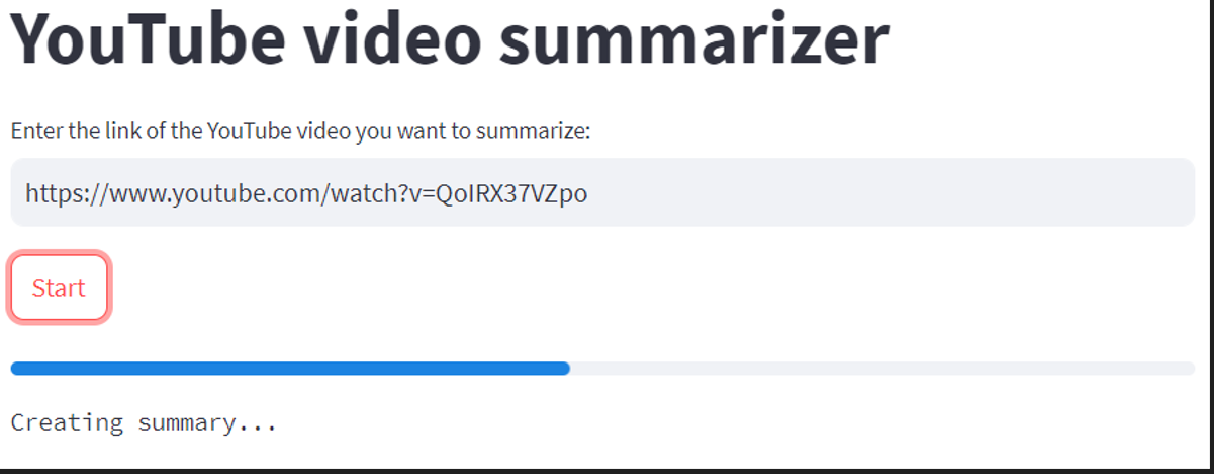 YouTube video summarizer
Enter the link of the YouTube video you want to summarize:
https://www.youtube.com/watch?v=QoIRX37VZpo
Start
Creating summary...